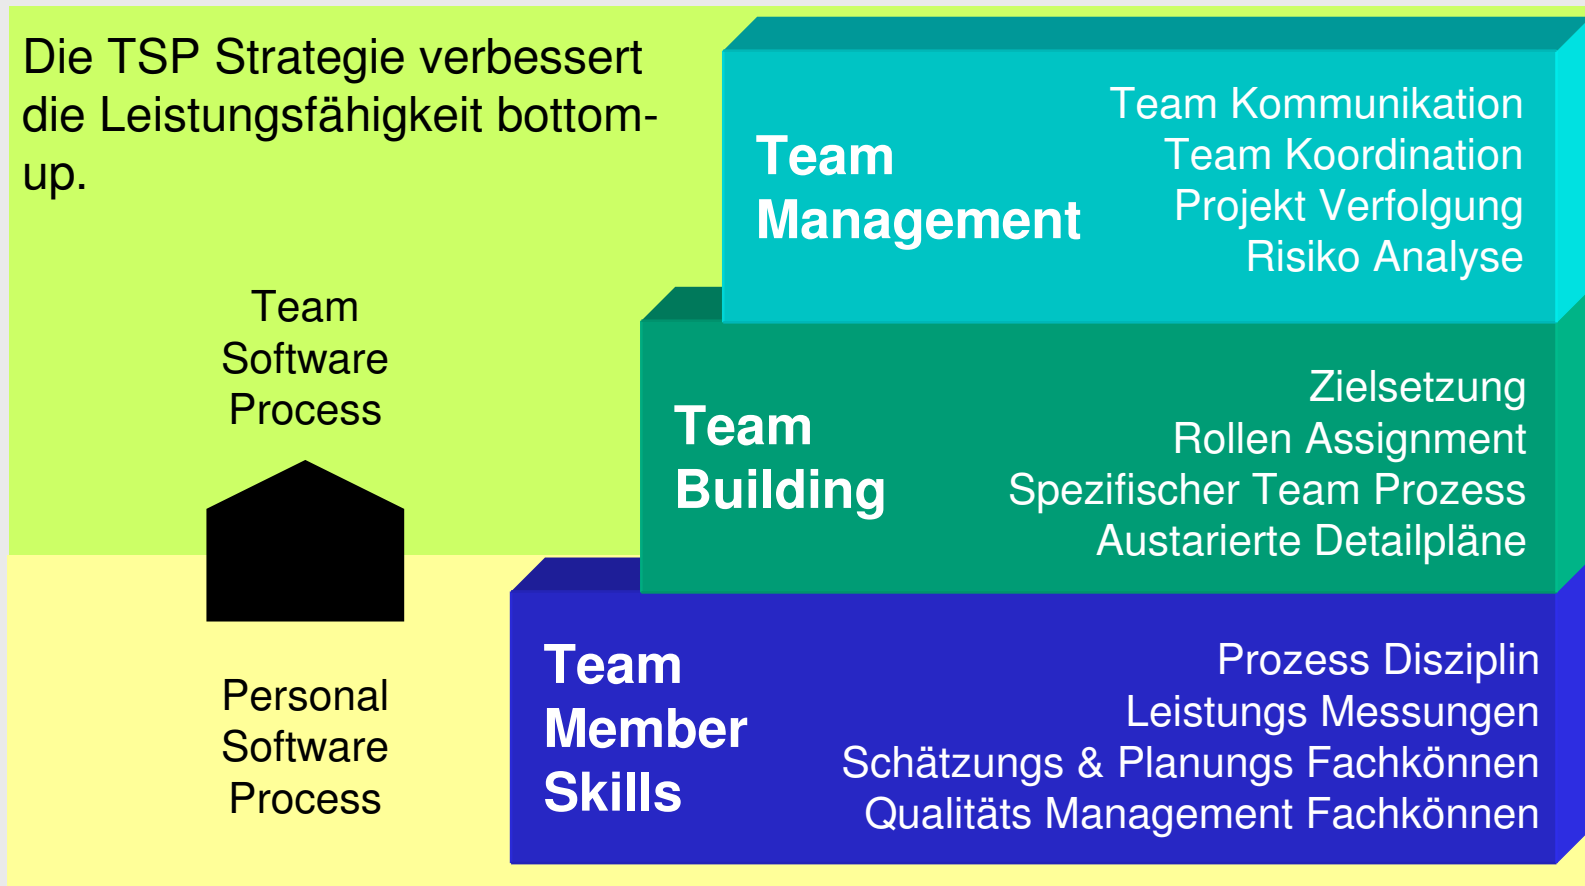 Die TSP Strategie verbessert
die Leistungsfähigkeit bottom-
up.
Team
Management
Team Kommunikation
Team Koordination
Projekt Verfolgung
Risiko Analyse
Team
Software
Process
Team
Building
Zielsetzung
Rollen Assignment
Spezifischer Team Prozess
Austarierte Detailpläne
Personal
Software
Process
Team
Member
Skills
Prozess Disziplin
Leistungs Messungen
Schätzungs & Planungs Fachkönnen
Qualitäts Management Fachkönnen